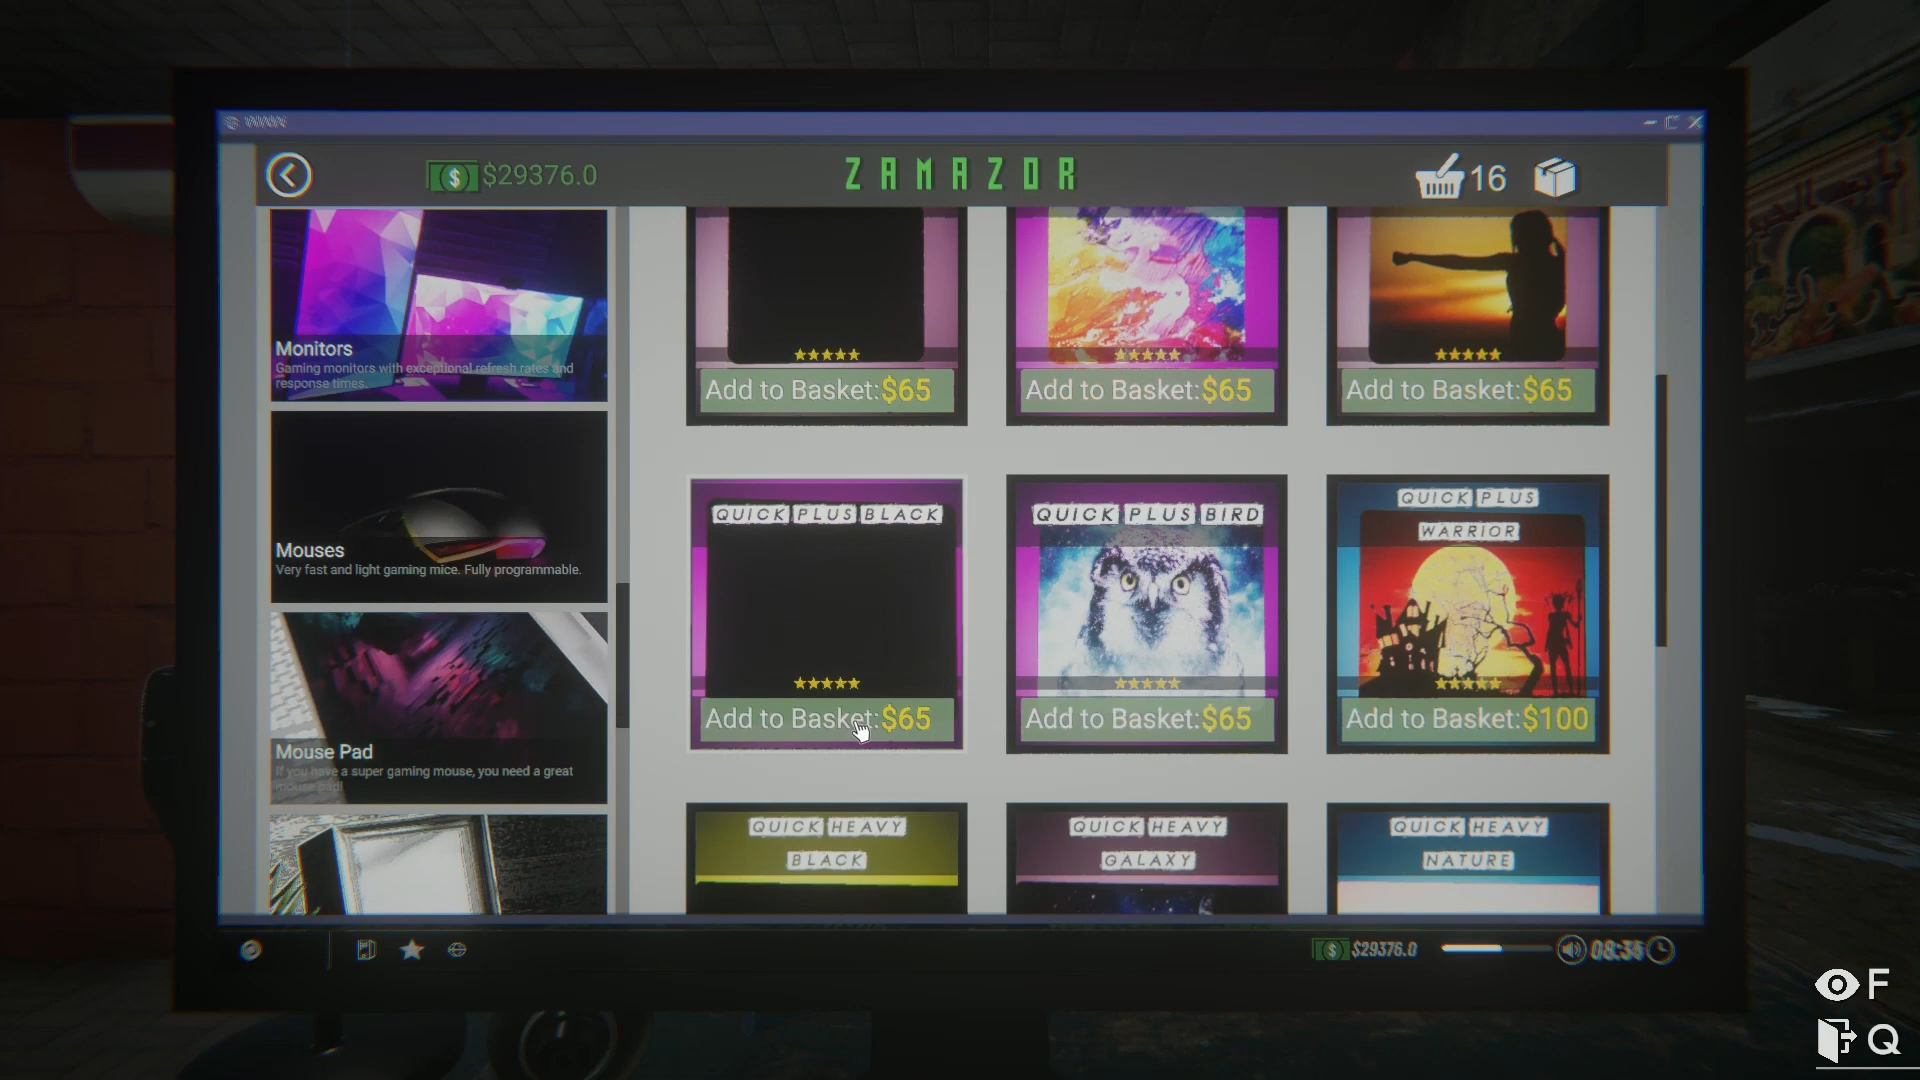 WWW
$29376.0
ZAMAZOR
16
Monitors
Gaming monitors with exceptional refresh rates and
response times.
Mouses
Very fast and light gaming mice. Fully programmable.
Mouse Pad
If you have a super gaming mouse, you need a great
mouse pad!
Add to Basket:$65
Add to Basket:$65
Add to Basket:$65
QUICK PLUS BLACK
Add to Basket:$65
QUICK PLUS BIRD
Add to Basket:$65
QUICK PLUS
WARRIOR
Add to Basket:$100
QUICK HEAVY
BLACK
QUICK HEAVY
GALAXY
QUICK HEAVY
NATURE
$29376.0
F
Q